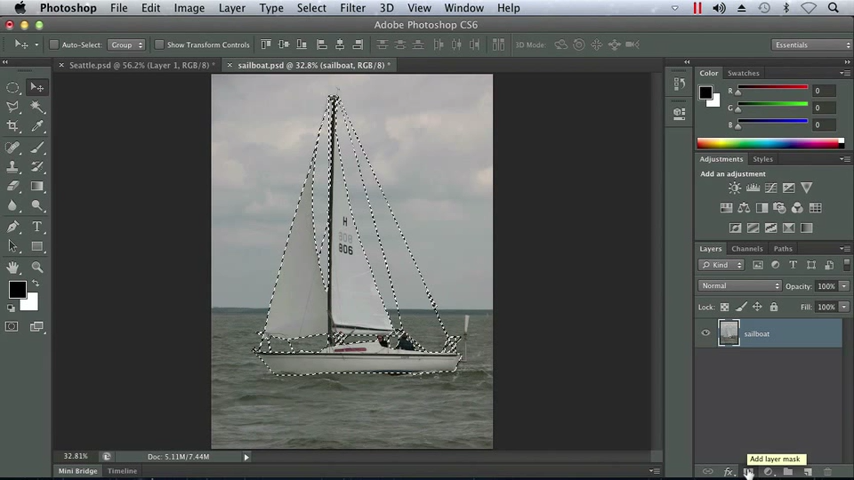 Photoshop File Edit Image Layer Type Select Filter 3D View Window Help
Adobe Photoshop CS6
Auto-Select: Group Show Transform Controls 3D Mode: Essentials
× Seattle.psd @ 56.2% (Layer 1, RGB/8) * × sailboat.psd @ 32.8% (sailboat, RGB/8) *
Color Swatches
R 0
G 0
B 0
Adjustments Styles
Add an adjustment
H
808
806
Layers Channels Paths
Kind
Normal Opacity: 100%
Lock: Fill: 100%
sailboat
32.81% Doc: 5.11M/7.44M
Add layer mask
Mini Bridge Timeline fx